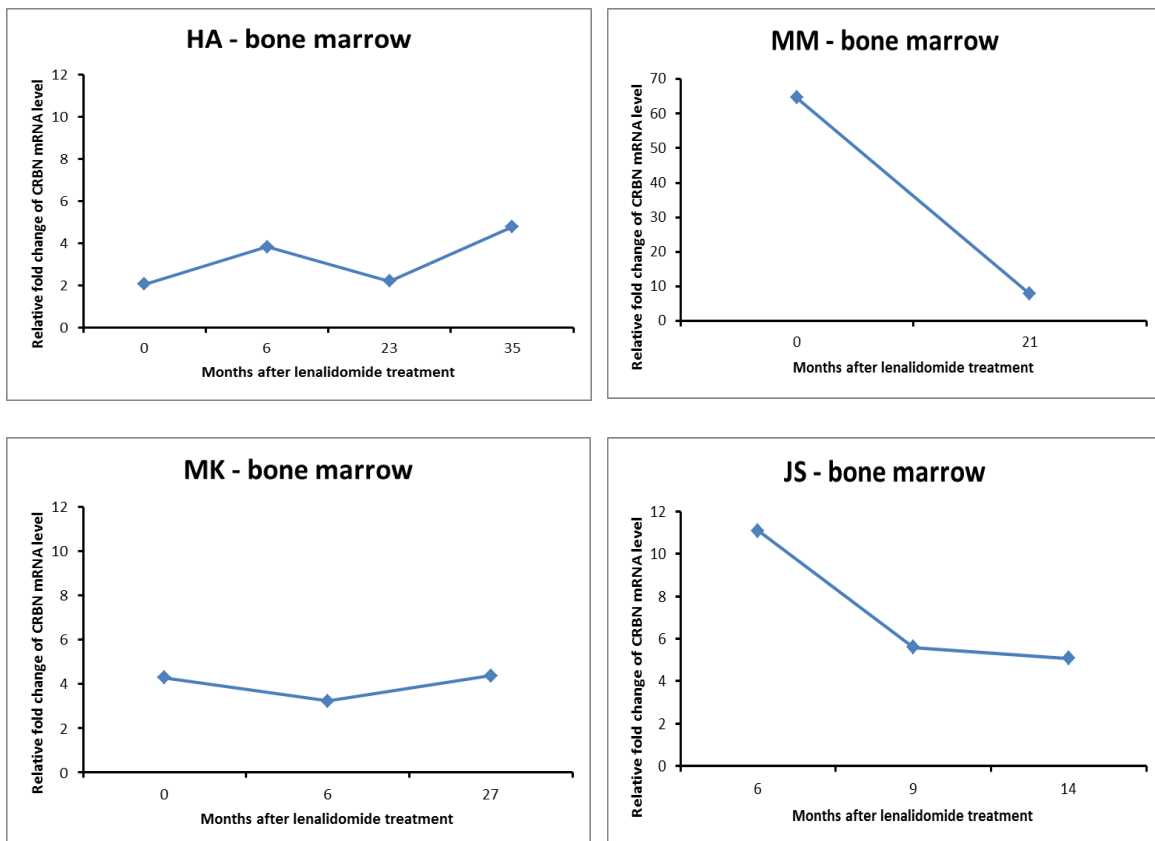 HA - bone marrow
Relative fold change of CRBN mRNA level
12
10
8
6
4
2
0
0 6 23 35
Months after lenalidomide treatment
MM - bone marrow
Relative fold change of CRBN mRNA level
70
60
50
40
30
20
10
0
0 21
Months after lenalidomide treatment
MK - bone marrow
Relative fold change of CRBN mRNA level
12
10
8
6
4
2
0
0 6 27
Months after lenalidomide treatment
JS - bone marrow
Relative fold change of CRBN mRNA level
12
10
8
6
4
2
0
6 9 14
Months after lenalidomide treatment